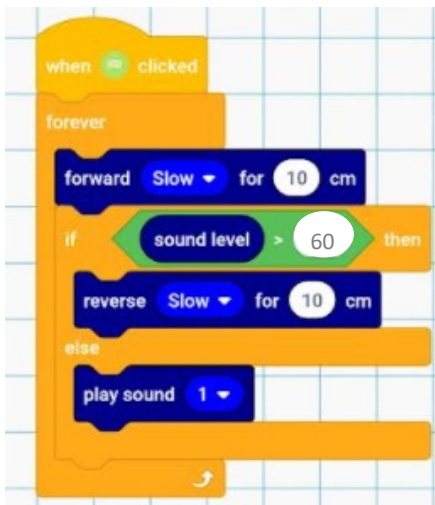 when clicked
forever
forward Slow for 10 cm
if sound level > 60 then
reverse Slow for 10 cm
else
play sound 1